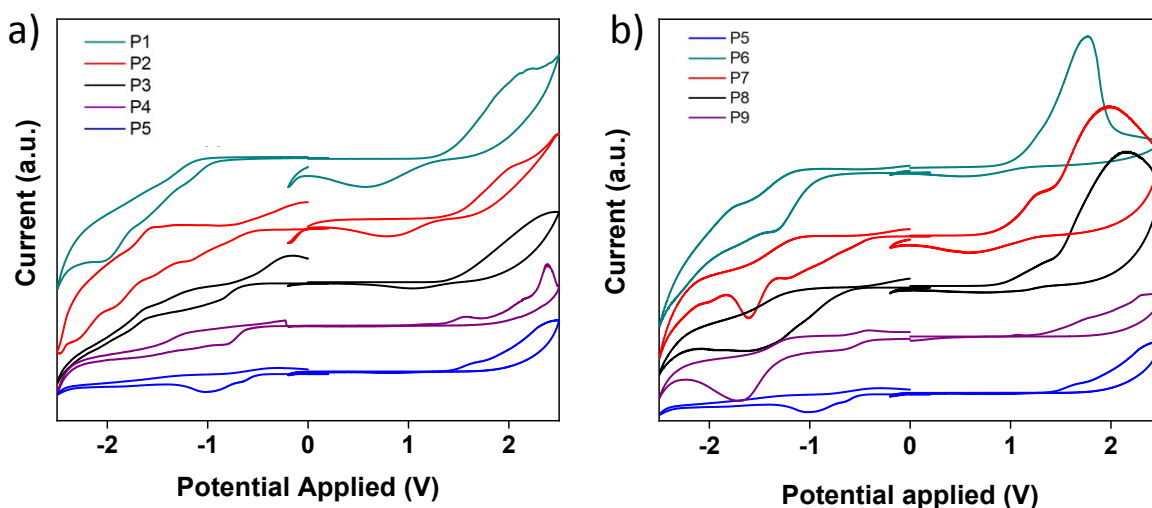 a)
P1
P2
P3
P4
P5
Current (a.u.)
-2 -1 0 1 2
Potential Applied (V)
b)
P5
P6
P7
P8
P9
Current (a.u.)
-2 -1 0 1 2
Potential applied (V)